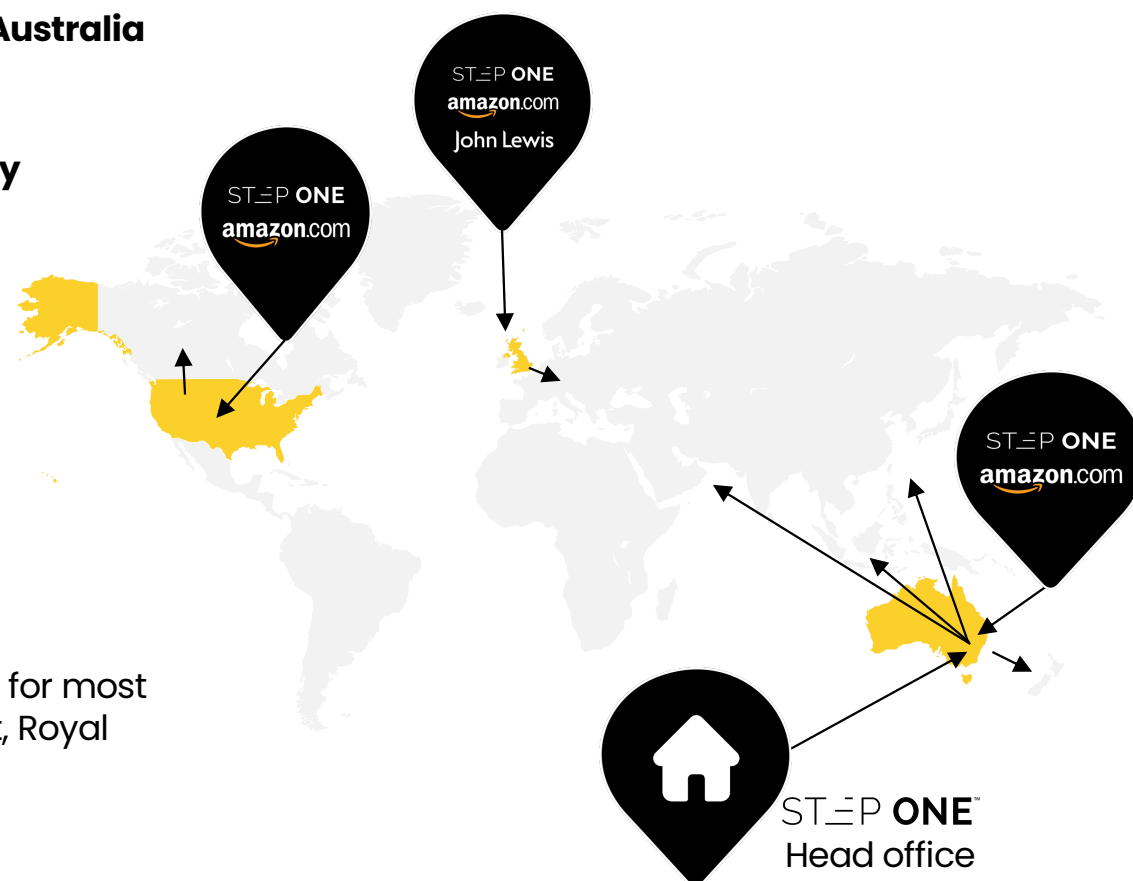 Australia
STEP ONE
amazon.com
John Lewis
y
STEP ONE
amazon.com
STEP ONE
amazon.com
for most
, Royal
STEP ONE™
Head office